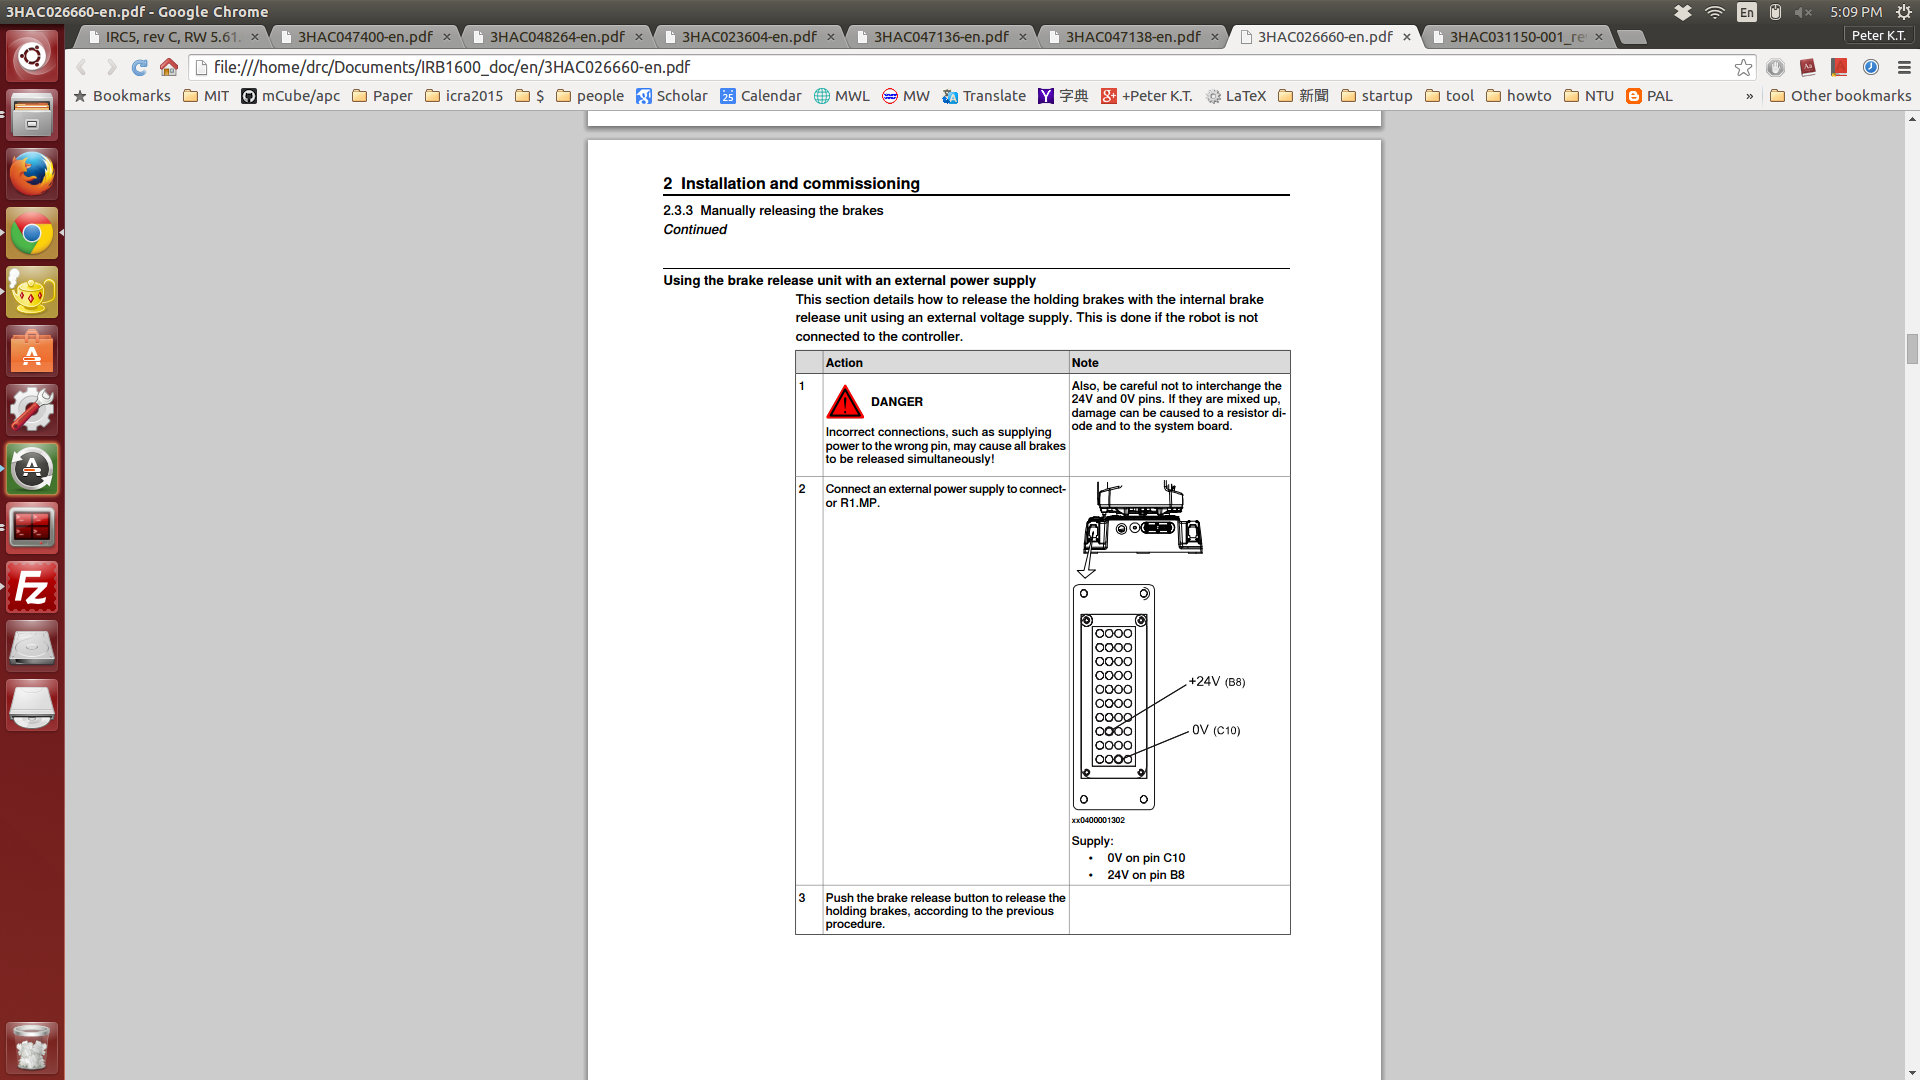 3HAC026660-en.pdf - Google Chrome
En
5:09 PM
IRC5, rev C, RW 5.61.
3HAC047400-en.pdf
3HAC048264-en.pdf
3HAC023604-en.pdf
3HAC047136-en.pdf
3HAC047138-en.pdf
3HAC026660-en.pdf
3HAC031150-001_re
Peter K.T.
file:///home/drc/Documents/IRB1600_doc/en/3HAC026660-en.pdf
Bookmarks MIT mCube/apc Paper icra2015 $ people Scholar 25 Calendar MWL MW Translate Y 字典 +Peter K.T. LaTeX 新聞 startup tool howto NTU PAL » Other bookmarks
2 Installation and commissioning
2.3.3 Manually releasing the brakes
Continued
Using the brake release unit with an external power supply
This section details how to release the holding brakes with the internal brake
release unit using an external voltage supply. This is done if the robot is not
connected to the controller.
Action Note
1
DANGER
Incorrect connections, such as supplying
power to the wrong pin, may cause all brakes
to be released simultaneously!
Also, be careful not to interchange the
24V and 0V pins. If they are mixed up,
damage can be caused to a resistor di-
ode and to the system board.
2 Connect an external power supply to connect-
or R1.MP.
+24V (B8)
0V (C10)
xx0400001302
Supply:
• 0V on pin C10
• 24V on pin B8
3 Push the brake release button to release the
holding brakes, according to the previous
procedure.
Fz